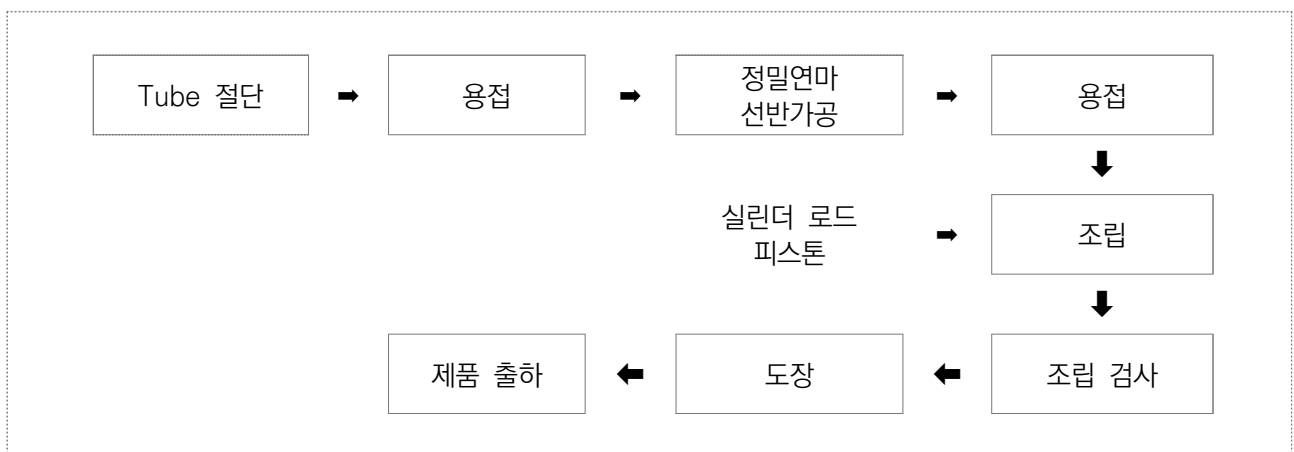 Tube 절단
➡
용접
➡
정밀연마
선반가공
➡
용접
⬇
실린더 로드
피스톤
➡
조립
⬇
조립 검사
⬅
도장
⬅
제품 출하